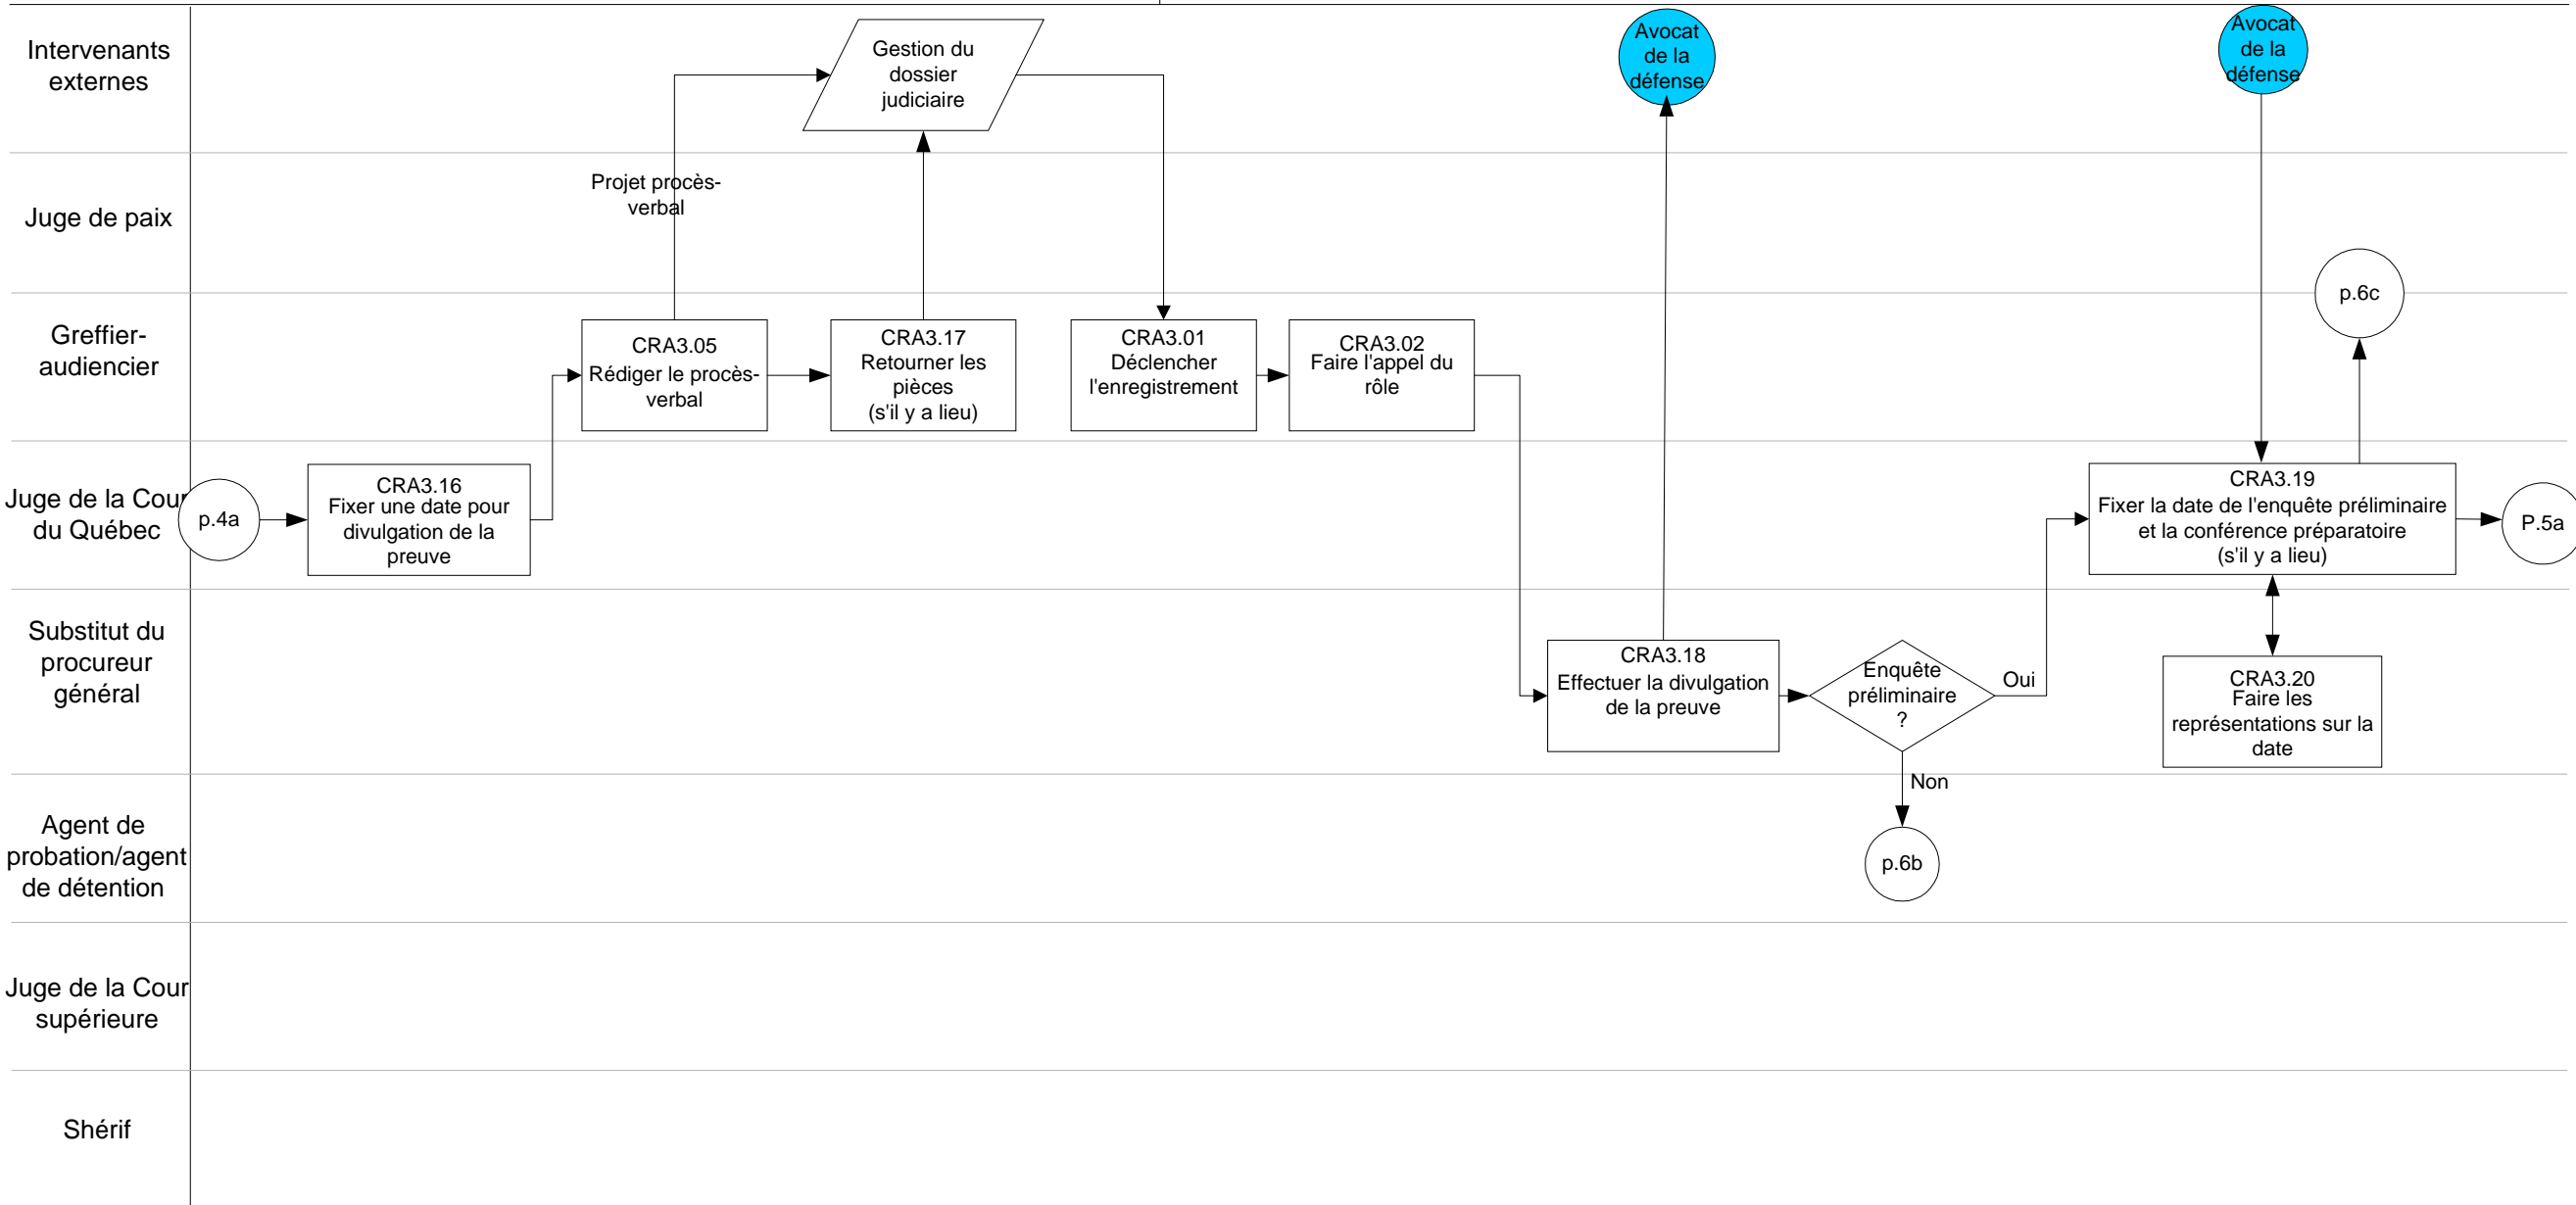 Intervenants
externes
Gestion du
dossier
judiciaire
Avocat
de la
défense
Avocat
de la
défense
Juge de paix
Projet procès-
verbal
p.6c
Greffier-
audiencier
CRA3.05
Rédiger le procès-
verbal
CRA3.17
Retourner les
pièces
(s'il y a lieu)
CRA3.01
Déclencher
l'enregistrement
CRA3.02
Faire l'appel du
rôle
Juge de la Cour
du Québec
p.4a
CRA3.16
Fixer une date pour
divulgation de la
preuve
CRA3.19
Fixer la date de l'enquête préliminaire
et la conférence préparatoire
(s'il y a lieu)
P.5a
Substitut du
procureur
général
CRA3.18
Effectuer la divulgation
de la preuve
Enquête
préliminaire
?
Oui
Non
CRA3.20
Faire les
représentations sur la
date
Agent de
probation/agent
de détention
p.6b
Juge de la Cour
supérieure
Shérif